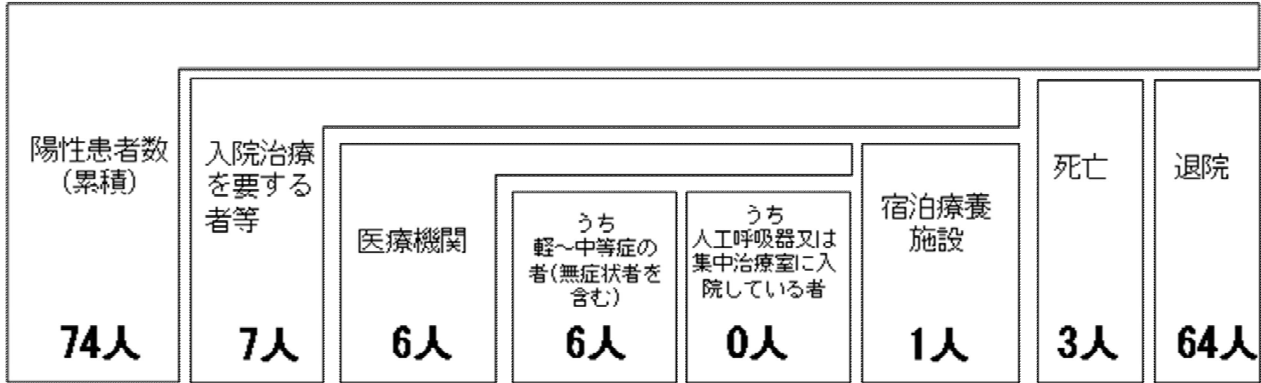 陽性患者数
（累積）
74人
入院治療
を要する
者等
7人
医療機関
6人
うち
軽～中等症の
者（無症状者を
含む）
6人
うち
人工呼吸器又は
集中治療室に入
院している者
0人
宿泊療養
施設
1人
死亡
3人
退院
64人